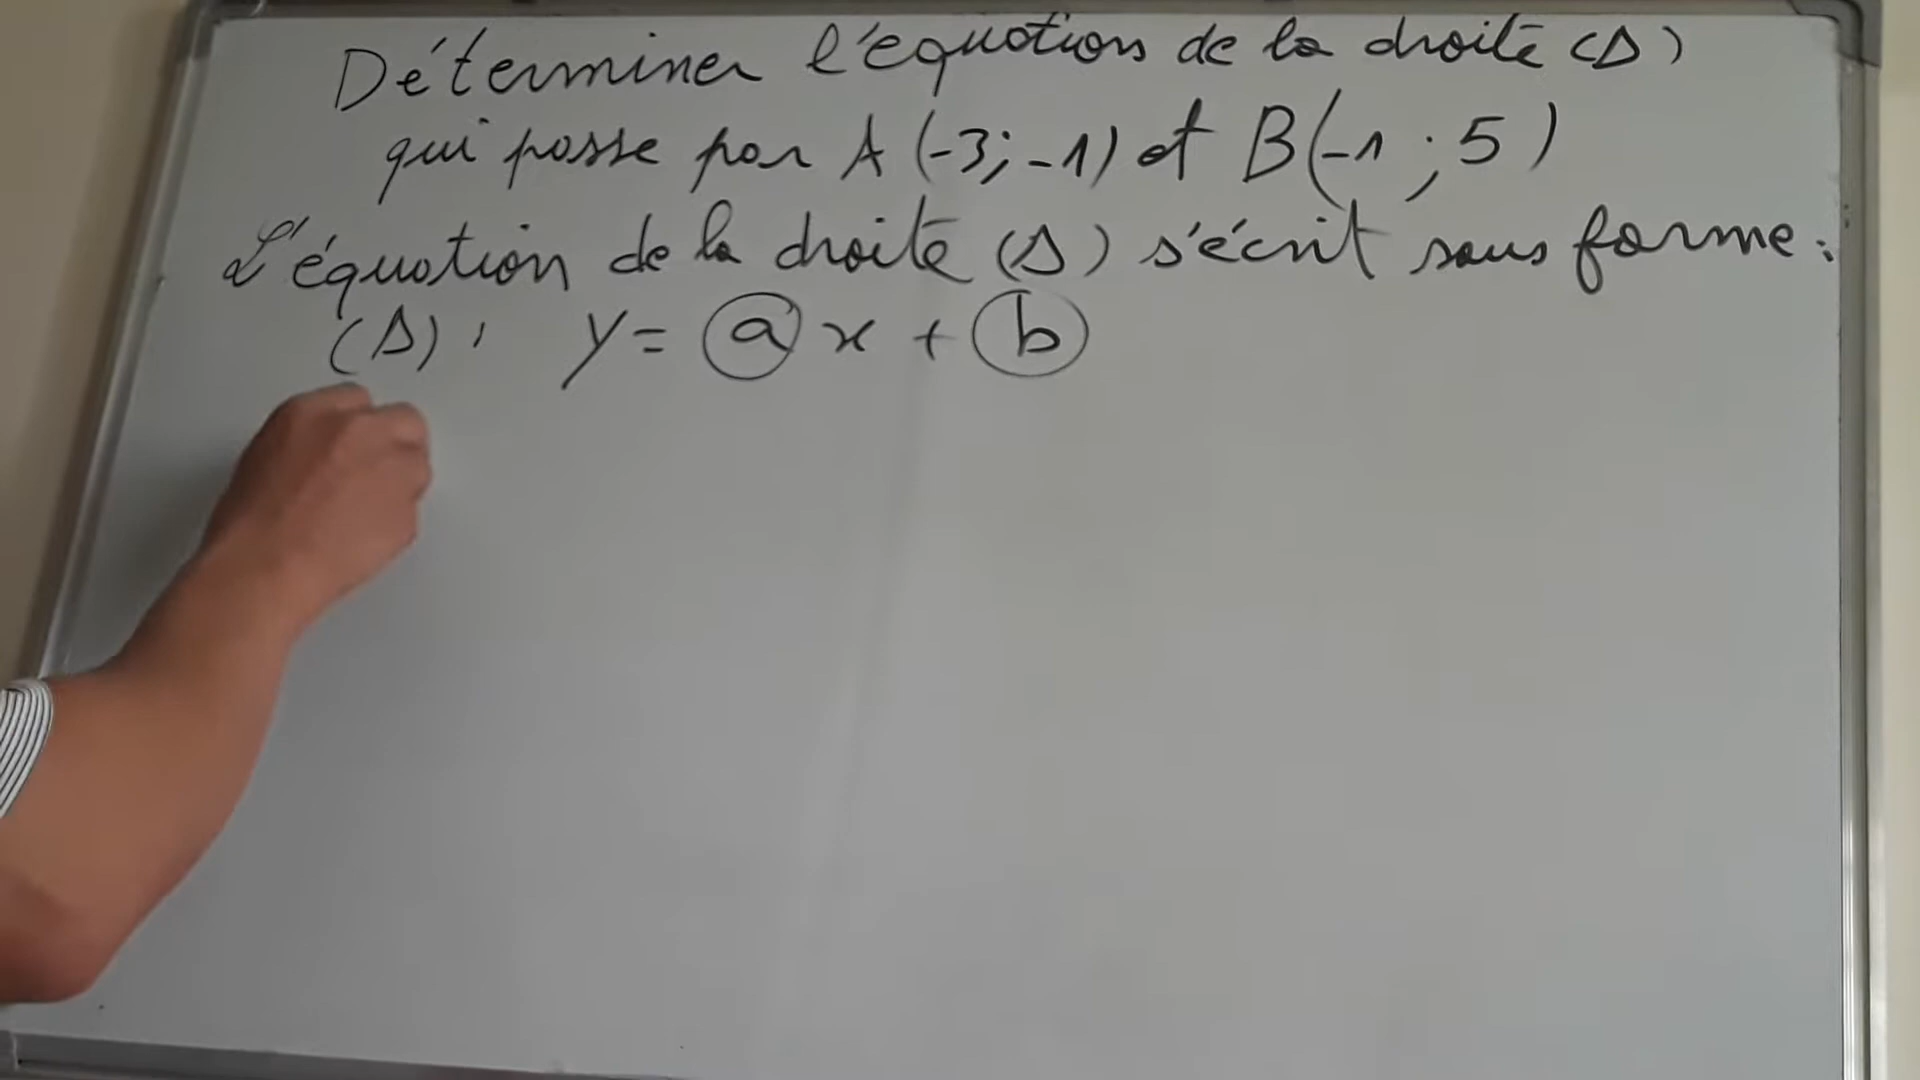 Déterminer l'équation de la droite (Δ)
qui passe par A (-3; -1) et B(-1 ; 5)
L'équation de la droite (Δ) s'écrit sous forme :
(Δ) : y = a x + b